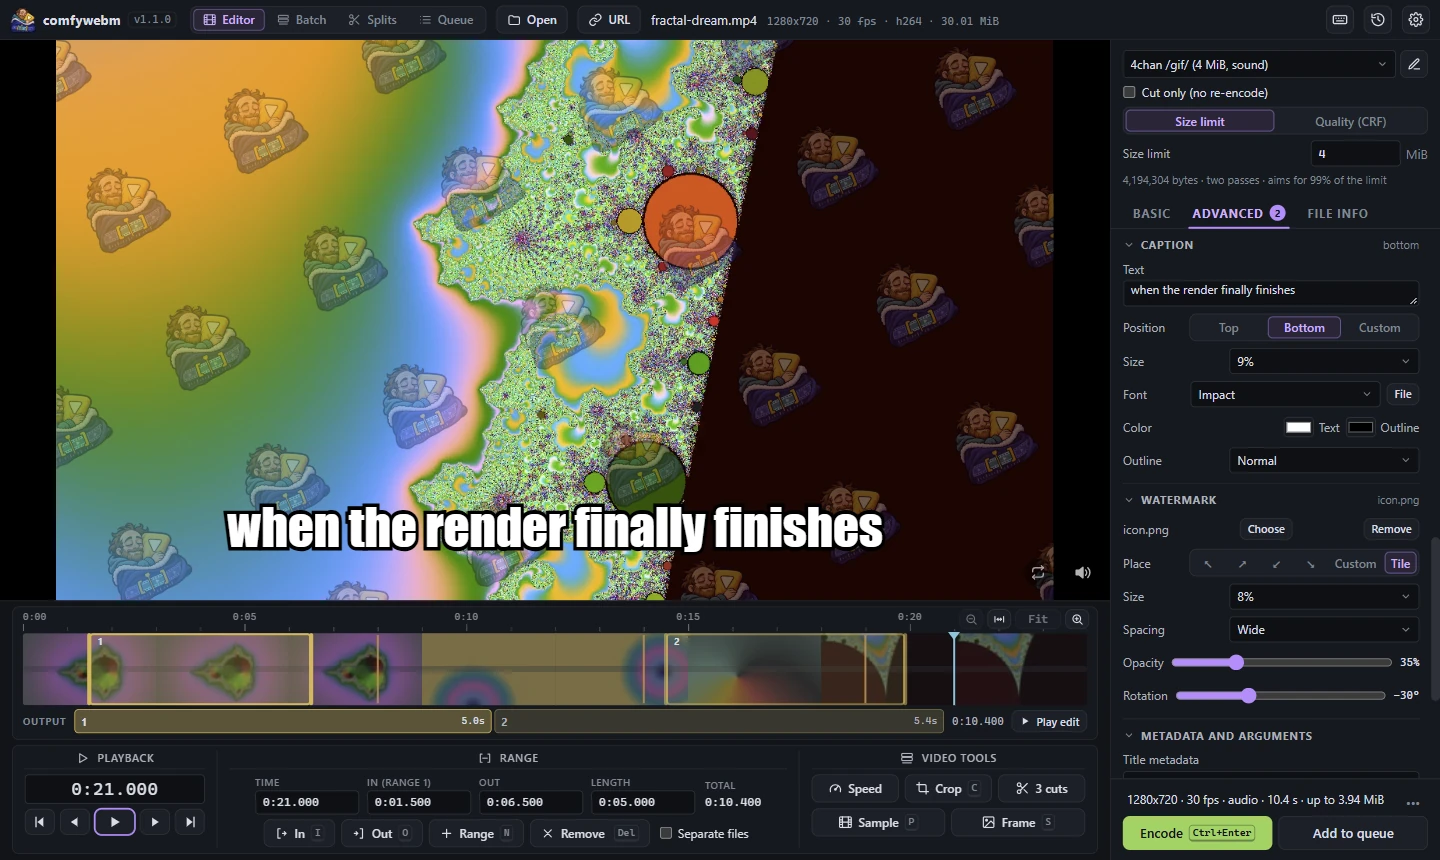 comfywebm v1.1.0 Editor Batch Splits Queue Open URL fractal-dream.mp4 1280x720 · 30 fps · h264 · 30.01 MiB
4chan /gif/ (4 MiB, sound)
Cut only (no re-encode)
Size limit Quality (CRF)
Size limit 4 MiB
4,194,304 bytes · two passes · aims for 99% of the limit
BASIC ADVANCED 2 FILE INFO
CAPTION bottom
Text
when the render finally finishes
Position Top Bottom Custom
Size 9%
Font Impact File
Color Text Outline
Outline Normal
WATERMARK icon.png
icon.png Choose Remove
Place Custom Tile
Size 8%
Spacing Wide
Opacity 35%
Rotation −30°
METADATA AND ARGUMENTS
Title metadata
1280x720 · 30 fps · audio · 10.4 s · up to 3.94 MiB
Encode Ctrl+Enter Add to queue
when the render finally finishes
0:00 0:05 0:10 0:15 0:20 Fit
1 2
OUTPUT 1 5.0s 2 5.4s 0:10.400 Play edit
PLAYBACK
0:21.000
RANGE
TIME IN (RANGE 1) OUT LENGTH TOTAL
0:21.000 0:01.500 0:06.500 0:05.000 0:10.400
In I Out O Range N Remove Del Separate files
VIDEO TOOLS
Speed Crop C 3 cuts
Sample P Frame S